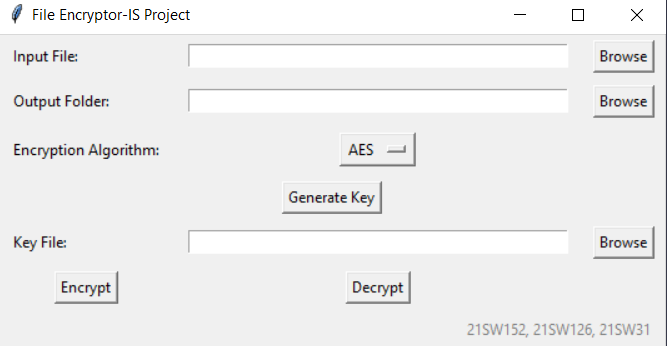 File Encryptor-IS Project
Input File: Browse
Output Folder: Browse
Encryption Algorithm: AES
Generate Key
Key File: Browse
Encrypt Decrypt
21SW152, 21SW126, 21SW31